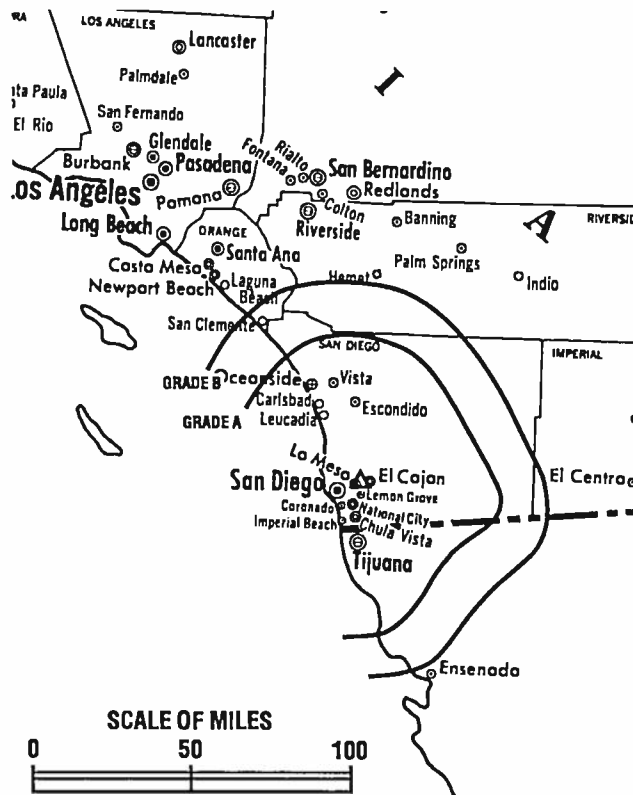 RA
LOS ANGELES
Lancaster
Palmdale
nta Paula
San Fernando
El Rio
Glendale
Burbank
Pasadena
Los Angeles
Pomona
Fontana
Rialto
San Bernardino
Redlands
Colton
Riverside
Banning
I
A
RIVERSID
Long Beach
ORANGE
Santa Ana
Palm Springs
Costa Mesa
Newport Beach
Laguna
Beach
Hemet
Indio
San Clemente
SAN DIEGO
IMPERIAL
GRADE B
Oceanside
Vista
Carlsbad
Escondido
GRADE A
Leucadia
La Mesa
El Cajon
El Centro
San Diego
Lemon Grove
Coronado
National City
Imperial Beach
Chula Vista
Tijuana
Ensenada
SCALE OF MILES
0 50 100